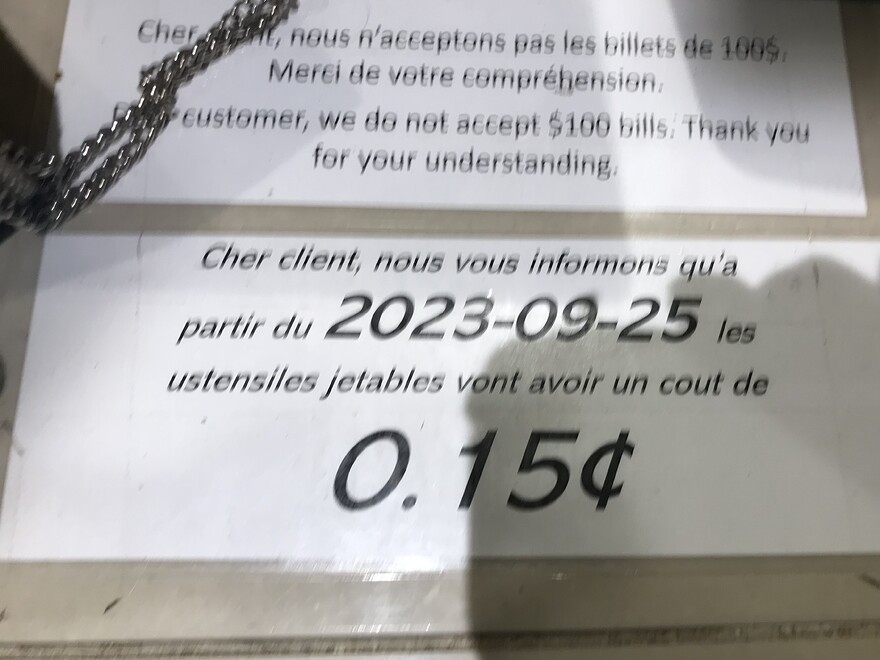 Cher client, nous n'acceptons pas les billets de 100$.
Merci de votre compréhension.
customer, we do not accept $100 bills. Thank you
for your understanding.
Cher client, nous vous informons qu'a
partir du 2023-09-25 les
ustensiles jetables vont avoir un cout de
0.15¢